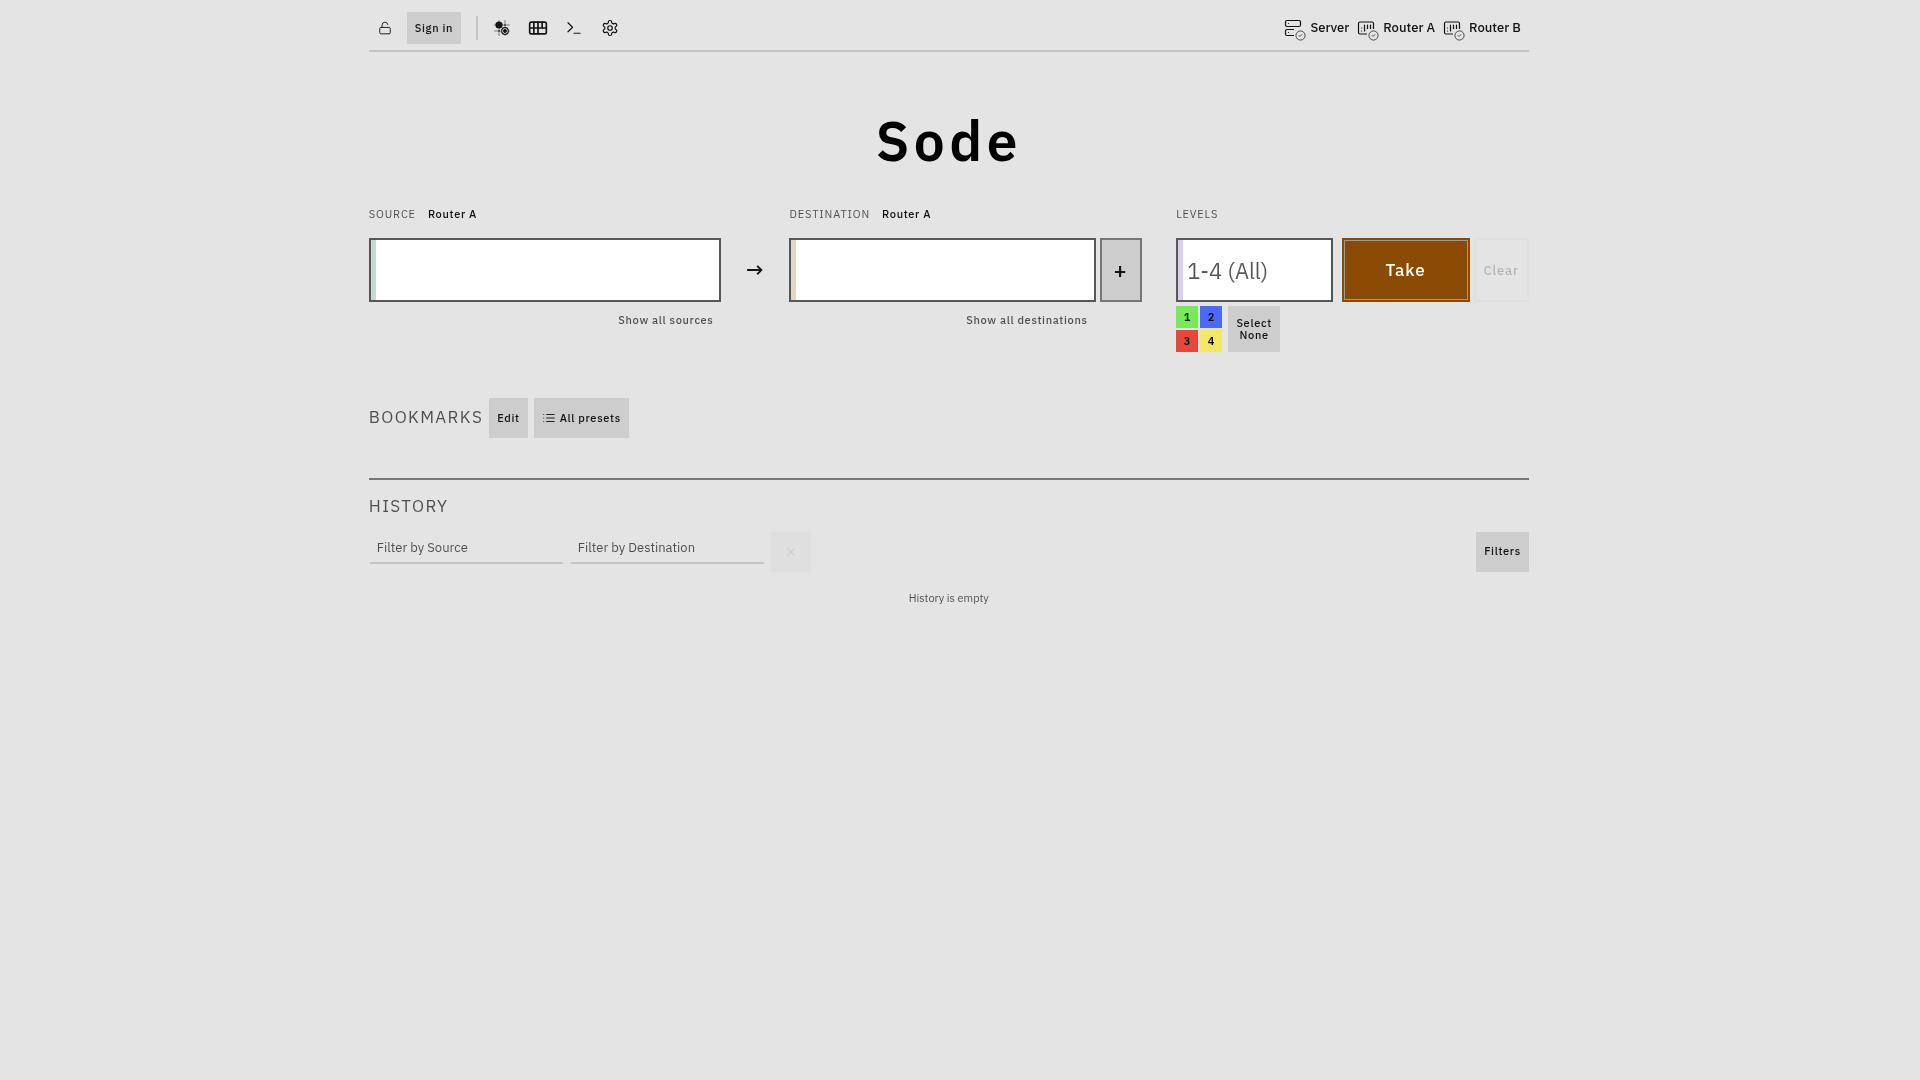 Sign in
Server
Router A
Router B
Sode
SOURCE Router A
DESTINATION Router A
LEVELS
→
+
1-4 (All)
Take
Clear
Show all sources
Show all destinations
1 2
3 4
Select
None
BOOKMARKS
Edit
All presets
HISTORY
Filter by Source
Filter by Destination
Filters
History is empty